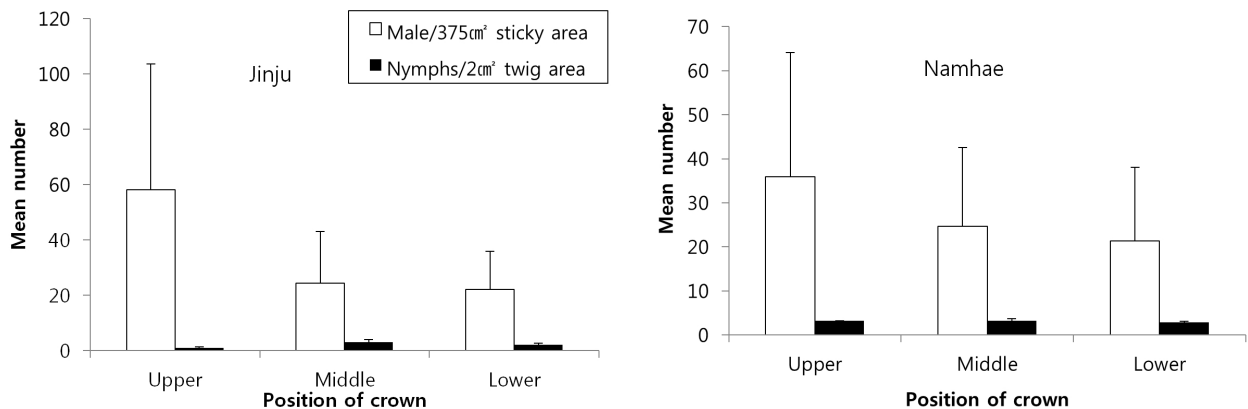 120
100
80
60
40
20
0
Mean number
Jinju
Male/375㎠ sticky area
Nymphs/2㎠ twig area
Upper Middle Lower
Position of crown
70
60
50
40
30
20
10
0
Mean number
Namhae
Upper Middle Lower
Position of crown